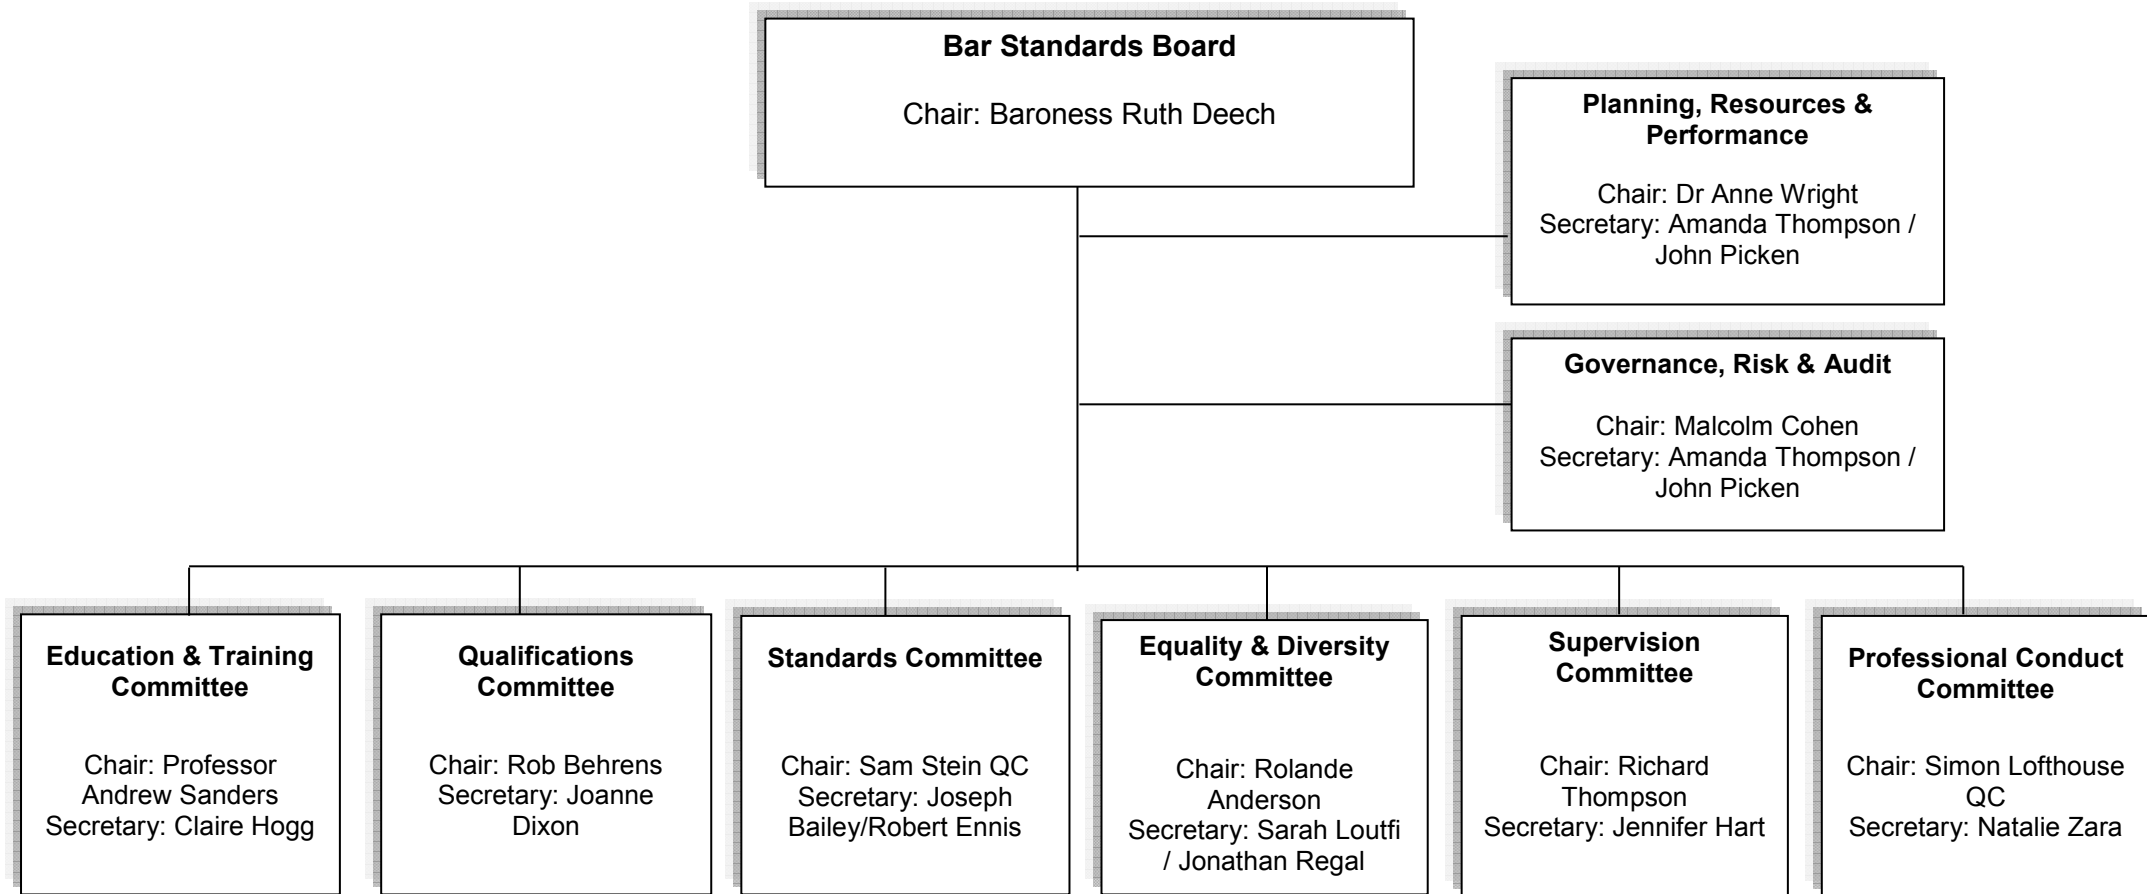 Bar Standards Board
Chair: Baroness Ruth Deech
Planning, Resources &
Performance
Chair: Dr Anne Wright
Secretary: Amanda Thompson /
John Picken
Governance, Risk & Audit
Chair: Malcolm Cohen
Secretary: Amanda Thompson /
John Picken
Education & Training
Committee
Chair: Professor
Andrew Sanders
Secretary: Claire Hogg
Qualifications
Committee
Chair: Rob Behrens
Secretary: Joanne
Dixon
Standards Committee
Chair: Sam Stein QC
Secretary: Joseph
Bailey/Robert Ennis
Equality & Diversity
Committee
Chair: Rolande
Anderson
Secretary: Sarah Loutfi
/ Jonathan Regal
Supervision
Committee
Chair: Richard
Thompson
Secretary: Jennifer Hart
Professional Conduct
Committee
Chair: Simon Lofthouse
QC
Secretary: Natalie Zara